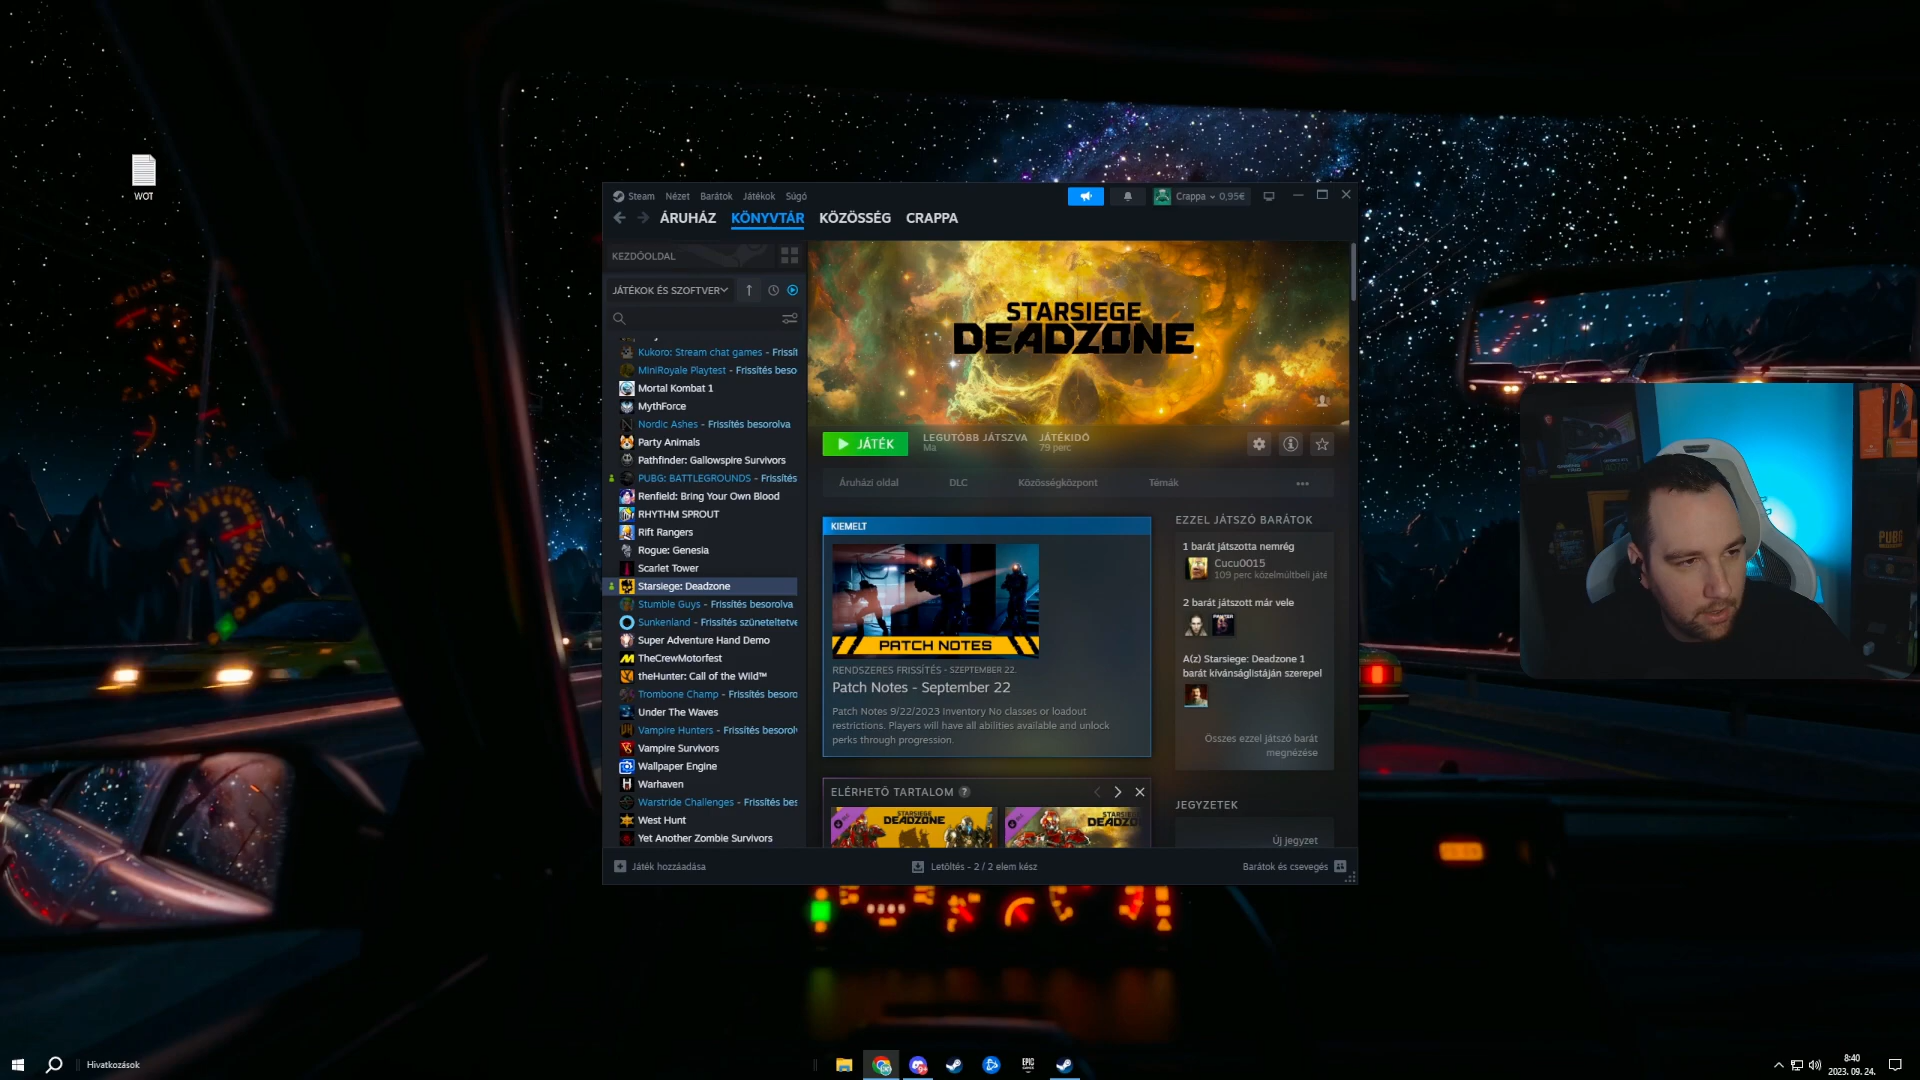 WOT
Steam Nézet Barátok Játékok Súgó
Crappa 0,95€
ÁRUHÁZ KÖNYVTÁR KÖZÖSSÉG CRAPPA
KEZDŐOLDAL
JÁTÉKOK ÉS SZOFTVER
Kukoro: Stream chat games - Frissít
MiniRoyale Playtest - Frissítés beso
Mortal Kombat 1
MythForce
Nordic Ashes - Frissítés besorolva
Party Animals
Pathfinder: Gallowspire Survivors
PUBG: BATTLEGROUNDS - Frissítés
Renfield: Bring Your Own Blood
RHYTHM SPROUT
Rift Rangers
Rogue: Genesia
Scarlet Tower
Starsiege: Deadzone
Stumble Guys - Frissítés besorolva
Sunkenland - Frissítés szüneteltetve
Super Adventure Hand Demo
TheCrewMotorfest
theHunter: Call of the Wild™
Trombone Champ - Frissítés besoro
Under The Waves
Vampire Hunters - Frissítés besorolv
Vampire Survivors
Wallpaper Engine
Warhaven
Warstride Challenges - Frissítés bes
West Hunt
Yet Another Zombie Survivors
STARSIEGE
DEADZONE
JÁTÉK
LEGUTÓBB JÁTSZVA
Ma
JÁTÉKIDŐ
79 perc
Áruházi oldal DLC Közösségközpont Témák
KIEMELT
PATCH NOTES
RENDSZERES FRISSÍTÉS - SZEPTEMBER 22.
Patch Notes - September 22
Patch Notes 9/22/2023 Inventory No classes or loadout
restrictions. Players will have all abilities available and unlock
perks through progression.
ELÉRHETŐ TARTALOM ?
STARSIEGE
DEADZONE
STARSIEGE
DEADZO
EZZEL JÁTSZÓ BARÁTOK
1 barát játszotta nemrég
Cucu0015
109 perc közelmúltbeli játé
2 barát játszott már vele
A(z) Starsiege: Deadzone 1
barát kívánságlistáján szerepel
Összes ezzel játszó barát
megnézése
JEGYZETEK
Új jegyzet
Játék hozzáadása
Letöltés - 2 / 2 elem kész
Barátok és csevegés
PUBG
Hivatkozások
EPIC
8:40
2023. 09. 24.